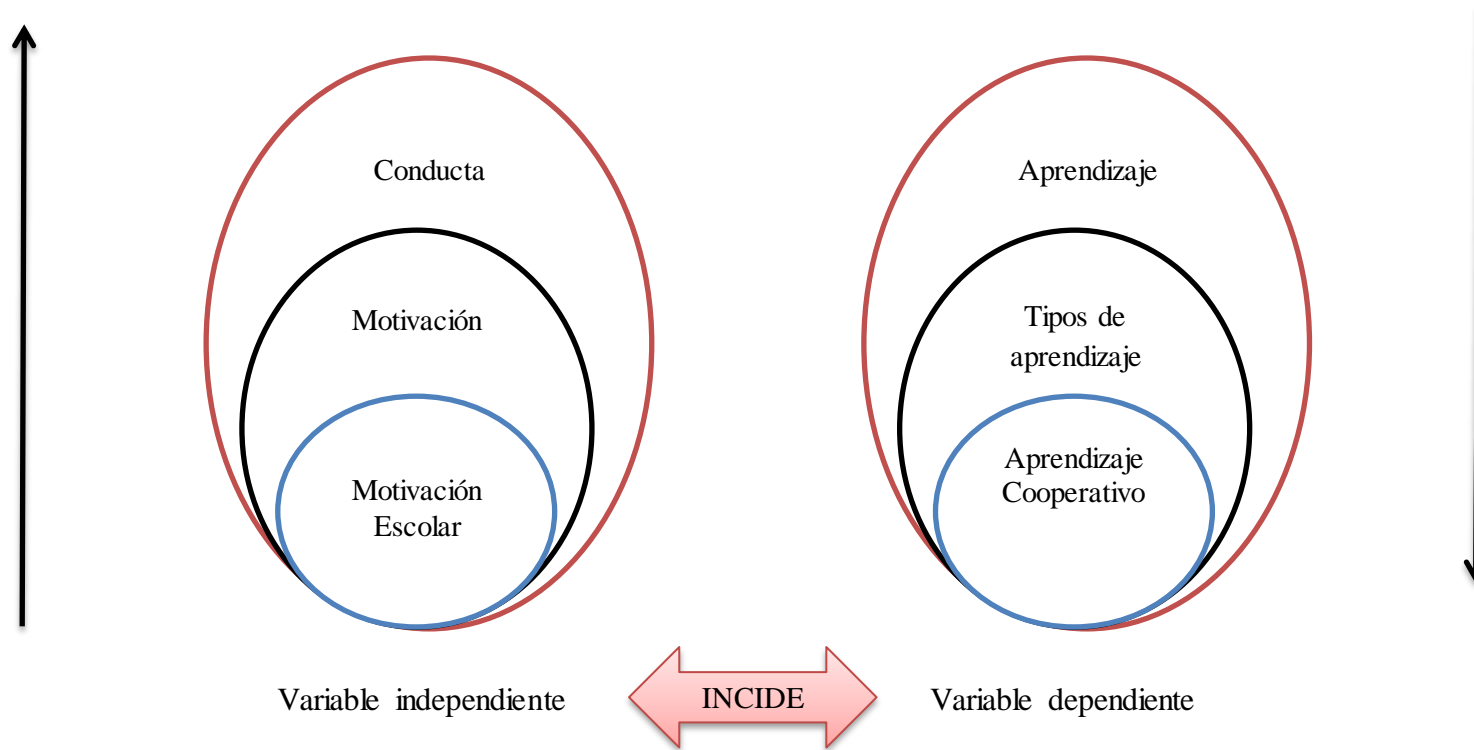 Conducta
Motivación
Motivación
Escolar
Aprendizaje
Tipos de
aprendizaje
Aprendizaje
Cooperativo
Variable independiente
INCIDE
Variable dependiente